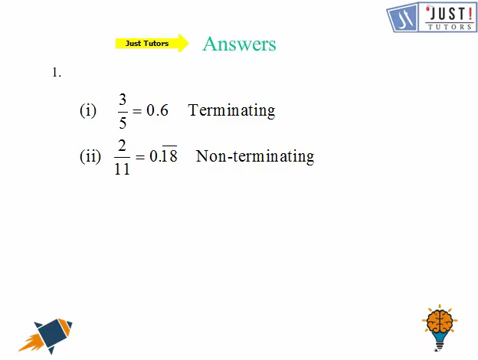 Just Tutors
Answers
JT
JUST!
TUTORS
1.
(i) 3/5 = 0.6 Terminating
(ii) 2/11 = 0.1̅8̅ Non-terminating